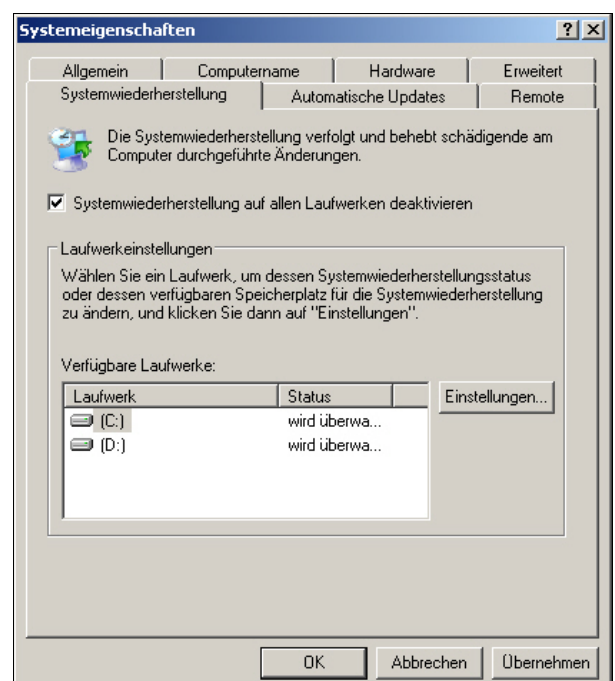 Systemeigenschaften
Allgemein Computername Hardware Erweitert
Systemwiederherstellung Automatische Updates Remote
Die Systemwiederherstellung verfolgt und behebt schädigende am
Computer durchgeführte Änderungen.
Systemwiederherstellung auf allen Laufwerken deaktivieren
Laufwerkeinstellungen
Wählen Sie ein Laufwerk, um dessen Systemwiederherstellungsstatus
oder dessen verfügbaren Speicherplatz für die Systemwiederherstellung
zu ändern, und klicken Sie dann auf "Einstellungen".
Verfügbare Laufwerke:
Laufwerk Status Einstellungen...
(C:) wird überwa...
(D:) wird überwa...
OK Abbrechen Übernehmen